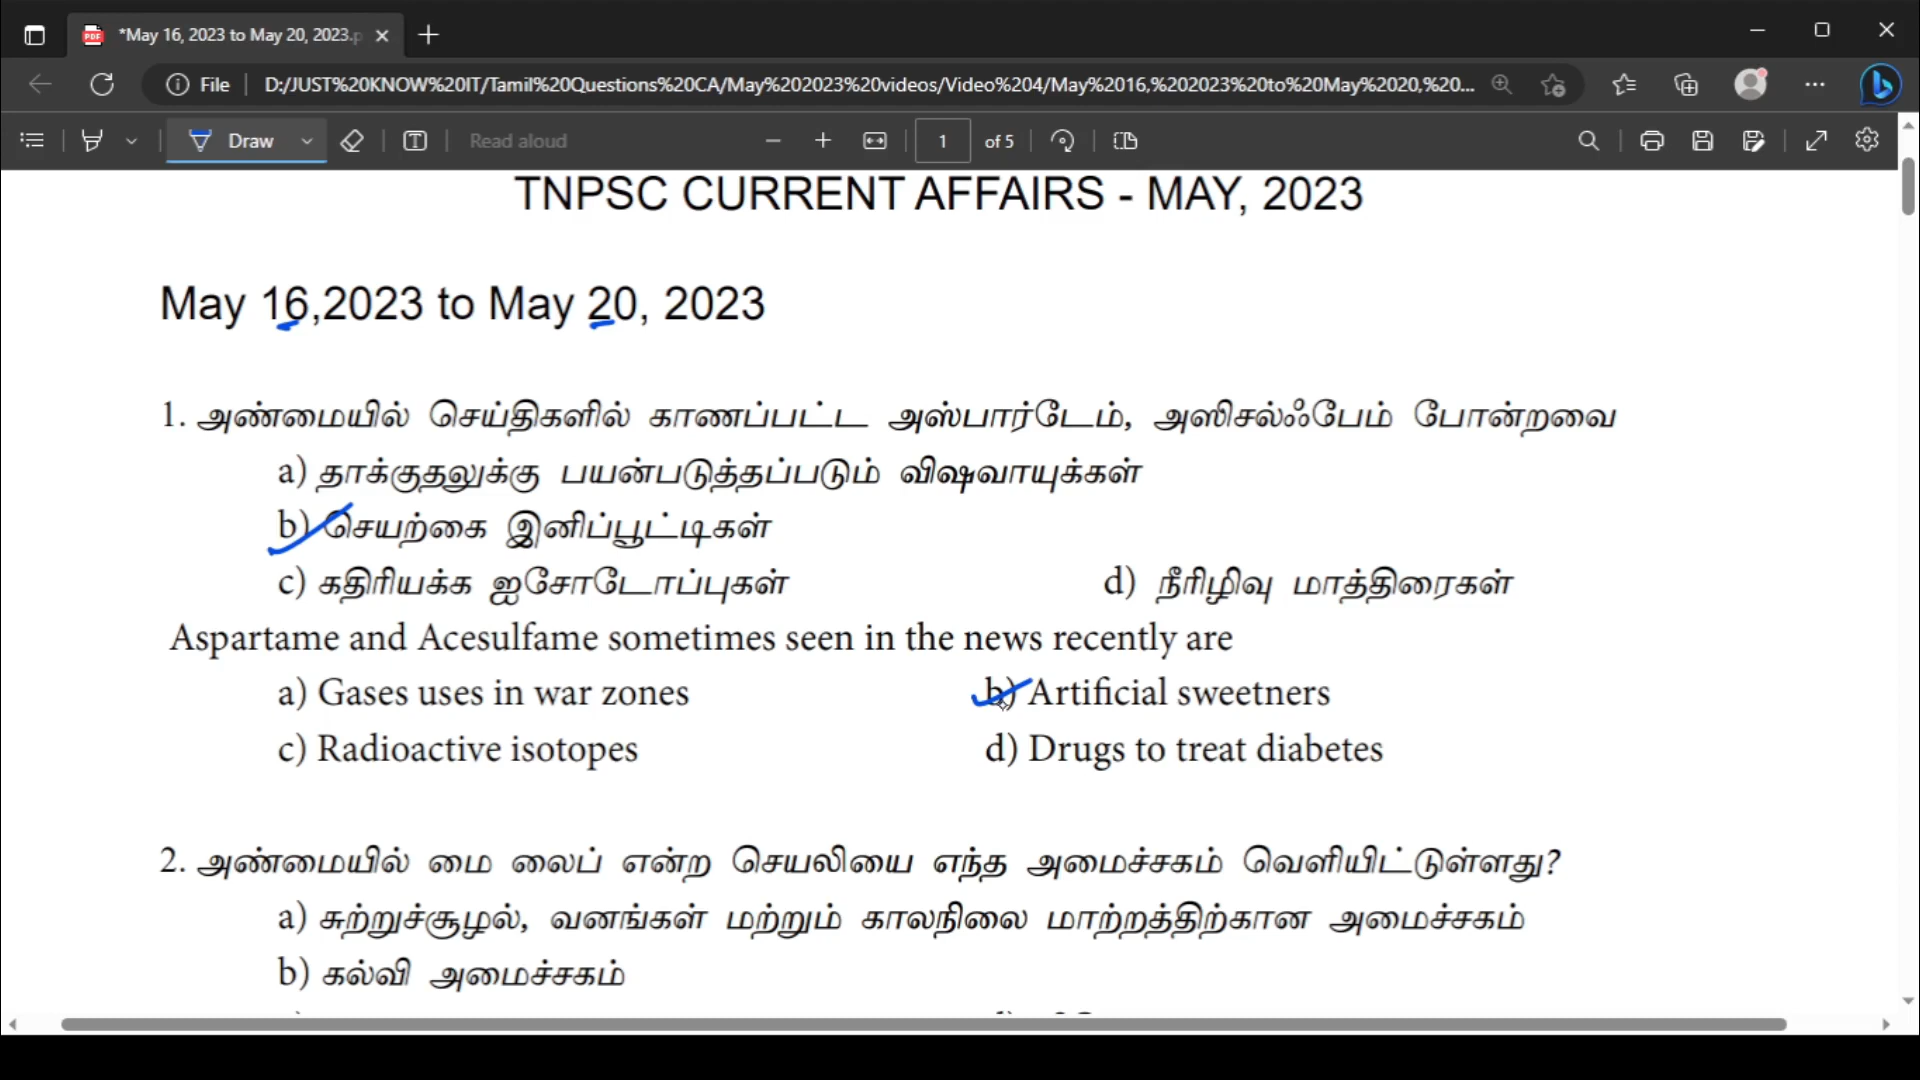 *May 16, 2023 to May 20, 2023.p
File
D:/JUST%20KNOW%20IT/Tamil%20Questions%20CA/May%202023%20videos/Video%204/May%2016,%202023%20to%20May%2020,%20...
Draw
Read aloud
1 of 5
TNPSC CURRENT AFFAIRS - MAY, 2023
May 16,2023 to May 20, 2023
1. அண்மையில் செய்திகளில் காணப்பட்ட அஸ்பார்டேம், அஸிசல்ஃபேம் போன்றவை
a) தாக்குதலுக்கு பயன்படுத்தப்படும் விஷவாயுக்கள்
b) செயற்கை இனிப்பூட்டிகள்
c) கதிரியக்க ஐசோடோப்புகள் d) நீரிழிவு மாத்திரைகள்
Aspartame and Acesulfame sometimes seen in the news recently are
a) Gases uses in war zones b) Artificial sweetners
c) Radioactive isotopes d) Drugs to treat diabetes
2. அண்மையில் மை லைப் என்ற செயலியை எந்த அமைச்சகம் வெளியிட்டுள்ளது?
a) சுற்றுச்சூழல், வனங்கள் மற்றும் காலநிலை மாற்றத்திற்கான அமைச்சகம்
b) கல்வி அமைச்சகம்